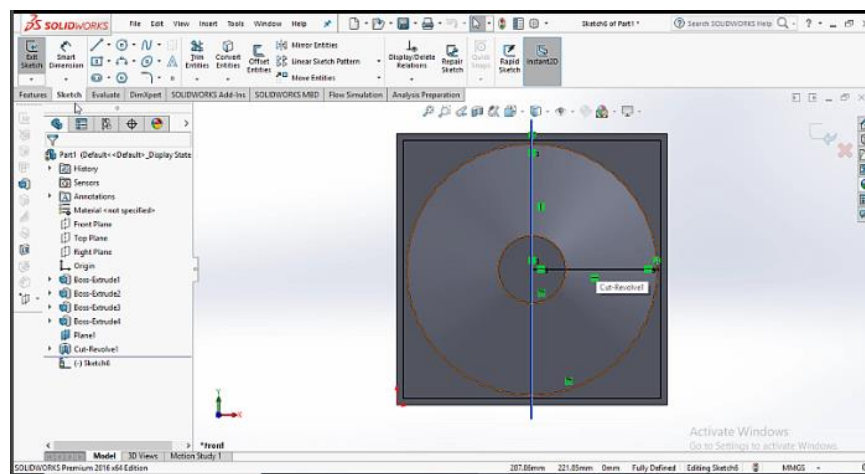 SOLIDWORKS File Edit View Insert Tools Window Help Sketch6 of Part1 * Search SOLIDWORKS Help
Exit Sketch Smart Dimension Trim Entities Convert Entities Offset Entities Mirror Entities Linear Sketch Pattern Move Entities Display/Delete Relations Repair Sketch Quick Snaps Rapid Sketch Instant2D
Features Sketch Evaluate DimXpert SOLIDWORKS Add-Ins SOLIDWORKS MBD Flow Simulation Analysis Preparation
Part1 (Default<<Default>_Display State
History
Sensors
Annotations
Material <not specified>
Front Plane
Top Plane
Right Plane
Origin
Boss-Extrude1
Boss-Extrude2
Boss-Extrude3
Boss-Extrude4
Plane1
Cut-Revolve1
(-) Sketch6
Cut-Revolve1
Y
X
*Front
Activate Windows
Go to Settings to activate Windows.
Model 3D Views Motion Study 1
SOLIDWORKS Premium 2016 x64 Edition 207.86mm 221.85mm 0mm Fully Defined Editing Sketch6 MMGS